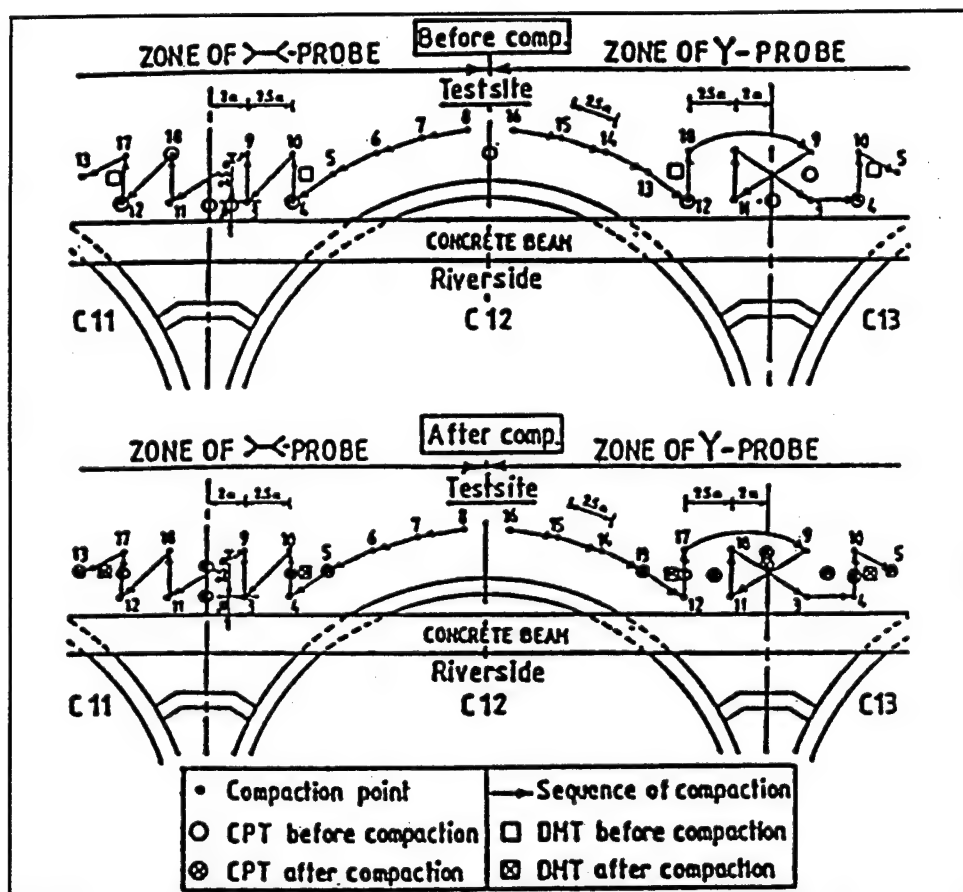 Before comp.
ZONE OF >-<-PROBE ZONE OF Y-PROBE
Testsite
2a 2.5a 2.5a 2.5a 2a
8 16
17 18 9 10 6 7 15 14 18 9 10
13 5 13 5
12 11 3 4 12 11 3 4
CONCRETE BEAM
Riverside
C11 C12 C13
After comp.
ZONE OF >-<-PROBE ZONE OF Y-PROBE
Testsite
2a 2.5a 2.5a 2.5a 2a
8 16
17 18 9 10 6 7 15 14 17 18 9 10
13 5 13 5
12 11 3 4 12 11 3 4
CONCRETE BEAM
Riverside
C11 C12 C13
Compaction point Sequence of compaction
CPT before compaction DMT before compaction
CPT after compaction DMT after compaction